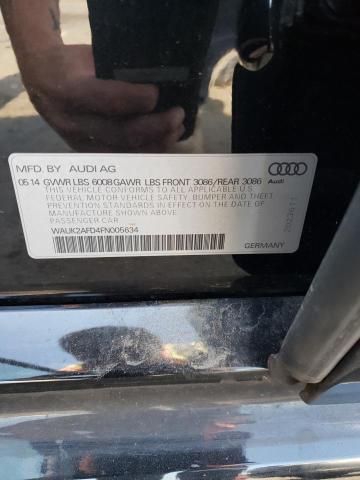 MFD. BY AUDI AG
05 14 GVWR LBS 6008 GAWR LBS FRONT 3086/REAR 3086
Audi
THIS VEHICLE CONFORMS TO ALL APPLICABLE U.S.
FEDERAL MOTOR VEHICLE SAFETY, BUMPER AND THEFT
PREVENTION STANDARDS IN EFFECT ON THE DATE OF
MANUFACTURE SHOWN ABOVE.
PASSENGER CAR
WAUK2AFD4FN005634
GERMANY